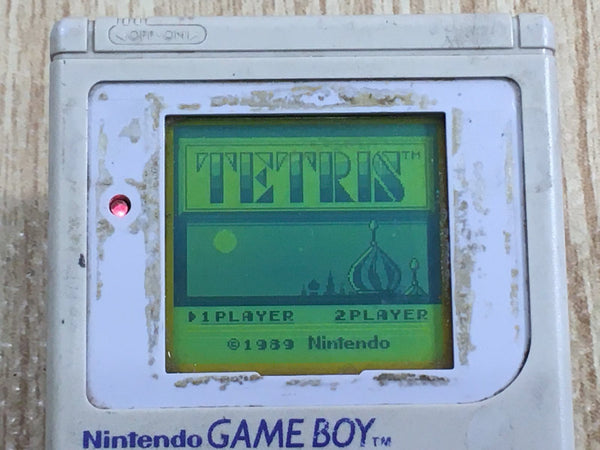 OFF•ON
TETRIS™
▶1PLAYER 2PLAYER
©1989 Nintendo
Nintendo GAME BOY™